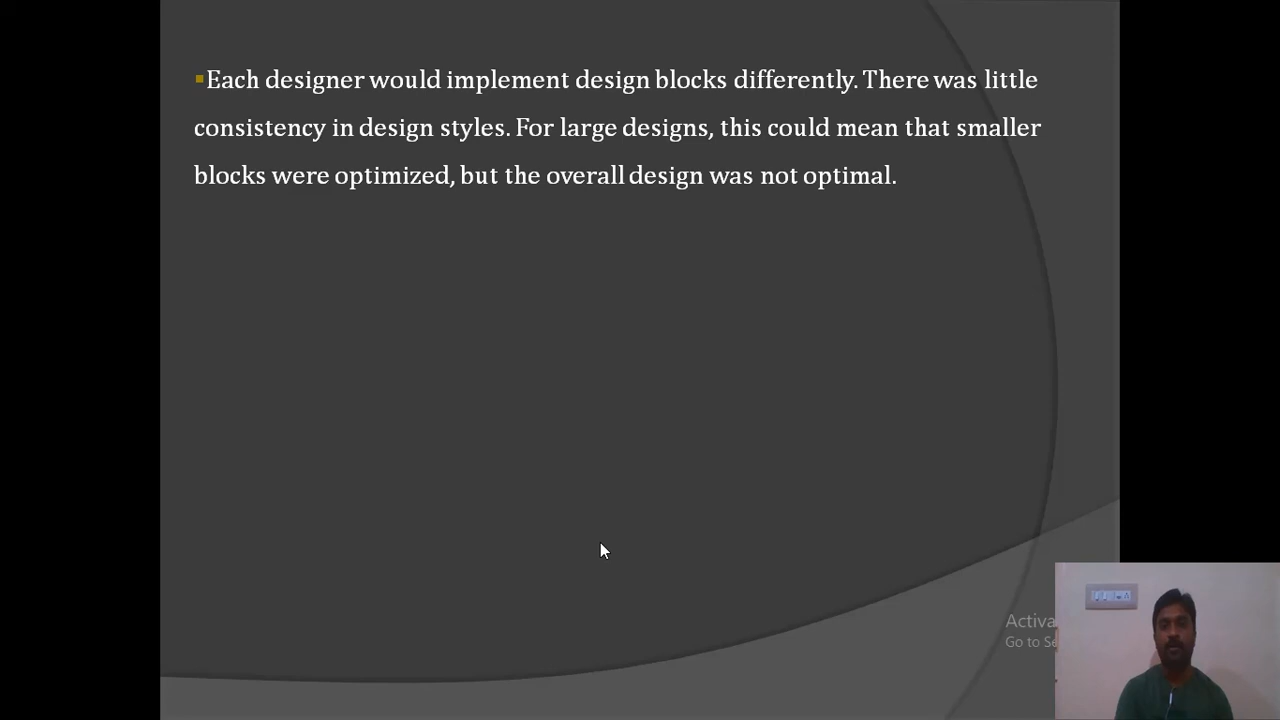 ▪Each designer would implement design blocks differently. There was little
consistency in design styles. For large designs, this could mean that smaller
blocks were optimized, but the overall design was not optimal.
Activa
Go to Se